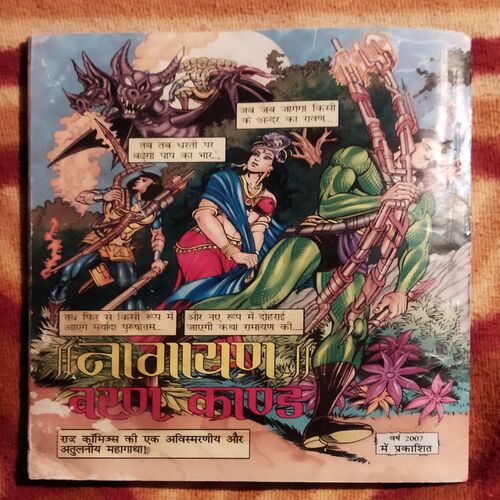 जब जब जागेगा किसी
के अन्दर का रावण...
तब तब धरती पर
बढ़ेगा पाप का भार..,
तब फिर से किसी रूप में
आएंगे मर्यादा पुरूषोत्तम...
और नए रूप में दोहराई
जाएगी कथा रामायण की....
॥नागायण॥
वरण काण्ड
राज कॉमिक्स की एक अविस्मरणीय और
अतुलनीय महागाथा!
वर्ष 2007
में प्रकाशित